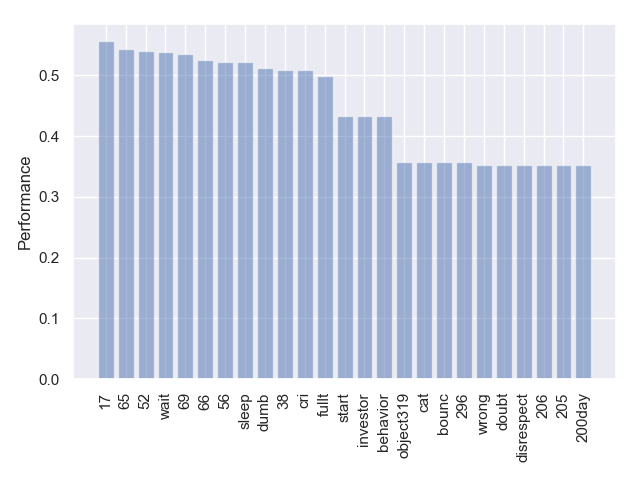 Performance
0.5
0.4
0.3
0.2
0.1
0.0
17
65
52
wait
69
66
56
sleep
dumb
38
cri
fullt
start
investor
behavior
object319
cat
bounc
296
wrong
doubt
disrespect
206
205
200day